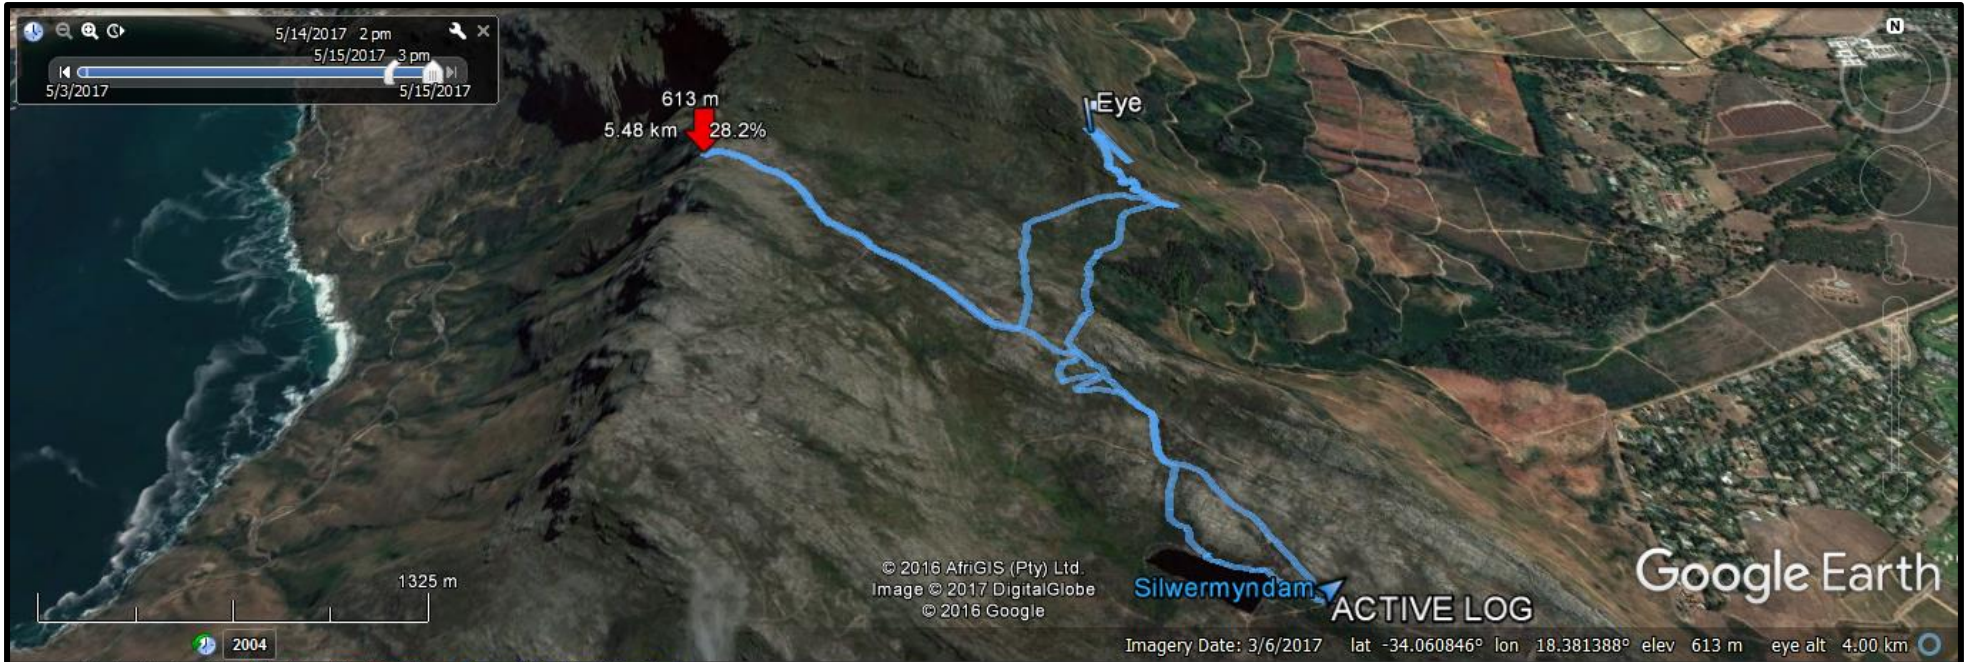 5/14/2017 2 pm
5/15/2017 3 pm
5/3/2017
5/15/2017
N
613 m
5.48 km 28.2%
Eye
1325 m
© 2016 AfriGIS (Pty) Ltd.
Image © 2017 DigitalGlobe
© 2016 Google
Silwermyndam
ACTIVE LOG
Google Earth
2004
Imagery Date: 3/6/2017 lat -34.060846° lon 18.381388° elev 613 m eye alt 4.00 km